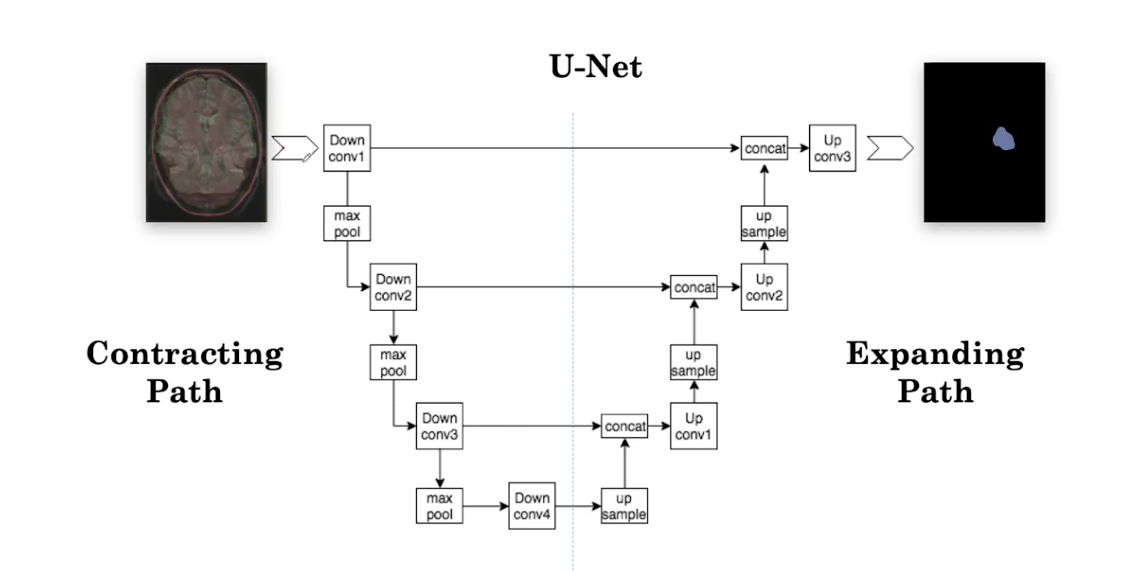 U-Net
Down
conv1
concat
Up
conv3
max
pool
up
sample
Down
conv2
concat
Up
conv2
Contracting
Path
max
pool
up
sample
Expanding
Path
Down
conv3
concat
Up
conv1
max
pool
Down
conv4
up
sample